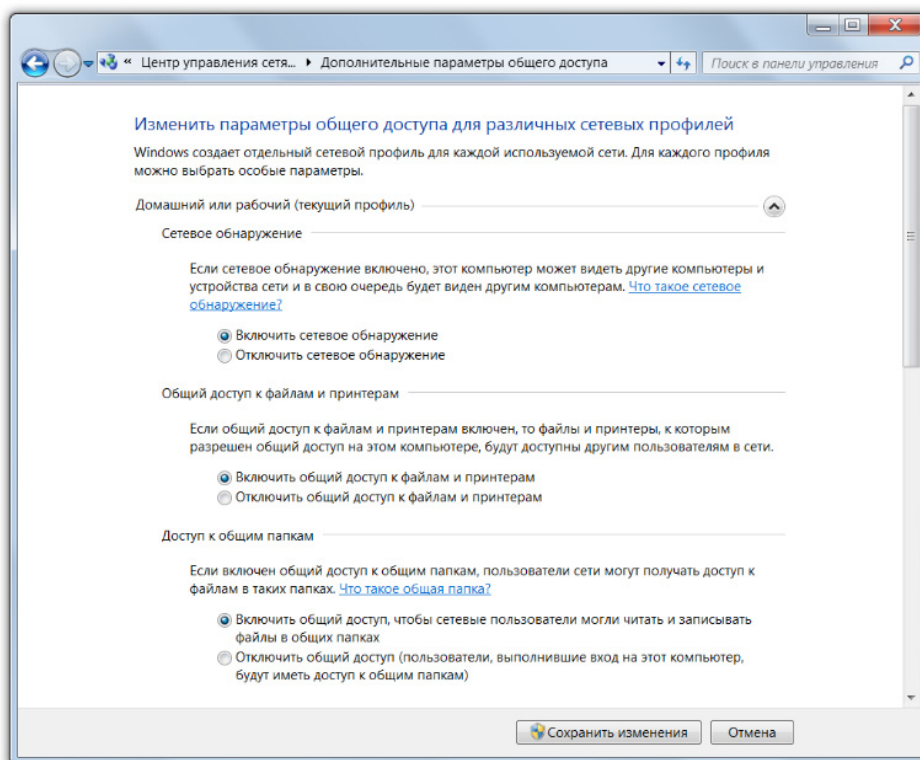 « Центр управления сетя... ▸ Дополнительные параметры общего доступа
Поиск в панели управления
Изменить параметры общего доступа для различных сетевых профилей
Windows создает отдельный сетевой профиль для каждой используемой сети. Для каждого профиля
можно выбрать особые параметры.
Домашний или рабочий (текущий профиль)
Сетевое обнаружение
Если сетевое обнаружение включено, этот компьютер может видеть другие компьютеры и
устройства сети и в свою очередь будет виден другим компьютерам. Что такое сетевое
обнаружение?
Включить сетевое обнаружение
Отключить сетевое обнаружение
Общий доступ к файлам и принтерам
Если общий доступ к файлам и принтерам включен, то файлы и принтеры, к которым
разрешен общий доступ на этом компьютере, будут доступны другим пользователям в сети.
Включить общий доступ к файлам и принтерам
Отключить общий доступ к файлам и принтерам
Доступ к общим папкам
Если включен общий доступ к общим папкам, пользователи сети могут получать доступ к
файлам в таких папках. Что такое общая папка?
Включить общий доступ, чтобы сетевые пользователи могли читать и записывать
файлы в общих папках
Отключить общий доступ (пользователи, выполнившие вход на этот компьютер,
будут иметь доступ к общим папкам)
Сохранить изменения
Отмена